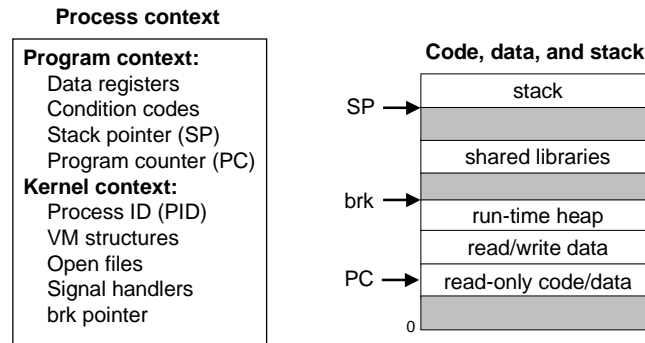 Process context
Program context:
Data registers
Condition codes
Stack pointer (SP)
Program counter (PC)
Kernel context:
Process ID (PID)
VM structures
Open files
Signal handlers
brk pointer
Code, data, and stack
stack
SP
shared libraries
brk
run-time heap
read/write data
PC
read-only code/data
0